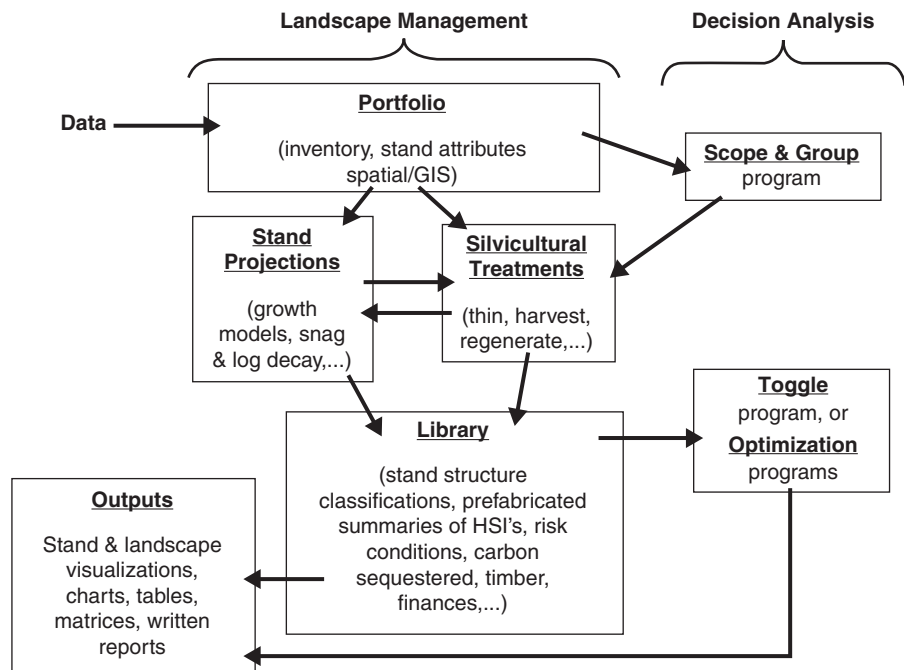 Landscape Management
Decision Analysis
Data
Portfolio
(inventory, stand attributes
spatial/GIS)
Scope & Group
program
Stand
Projections
(growth
models, snag
& log decay,...)
Silvicultural
Treatments
(thin, harvest,
regenerate,...)
Library
(stand structure
classifications, prefabricated
summaries of HSI's, risk
conditions, carbon
sequestered, timber,
finances,...)
Toggle
program, or
Optimization
programs
Outputs
Stand & landscape
visualizations,
charts, tables,
matrices, written
reports